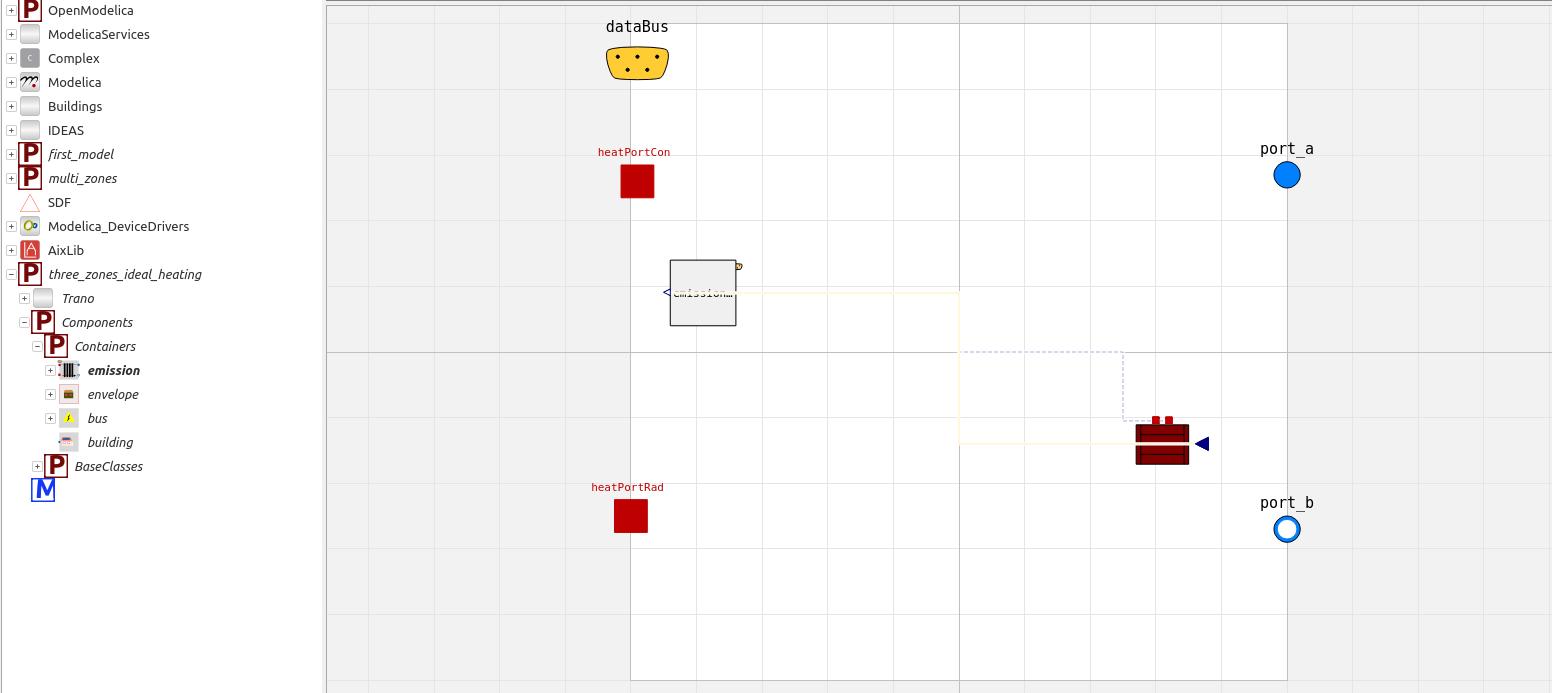 OpenModelica
ModelicaServices
Complex
Modelica
Buildings
IDEAS
first_model
multi_zones
SDF
Modelica_DeviceDrivers
AixLib
three_zones_ideal_heating
Trano
Components
Containers
emission
envelope
bus
building
BaseClasses
dataBus
heatPortCon
port_a
emission...
heatPortRad
port_b